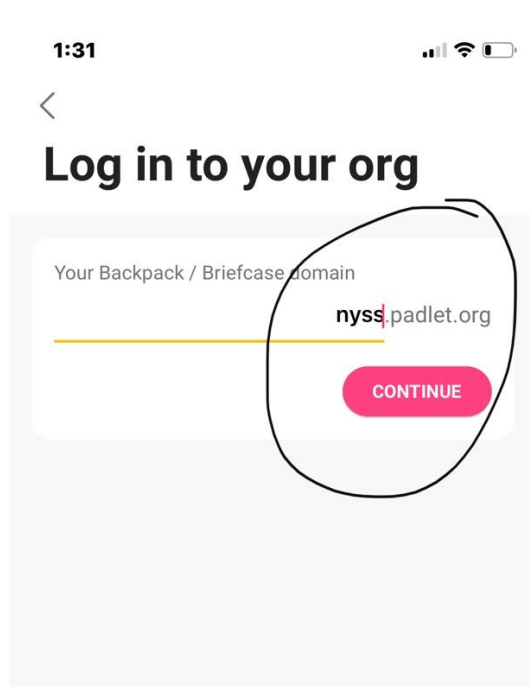 1:31
Log in to your org
Your Backpack / Briefcase domain
nyss.padlet.org
CONTINUE